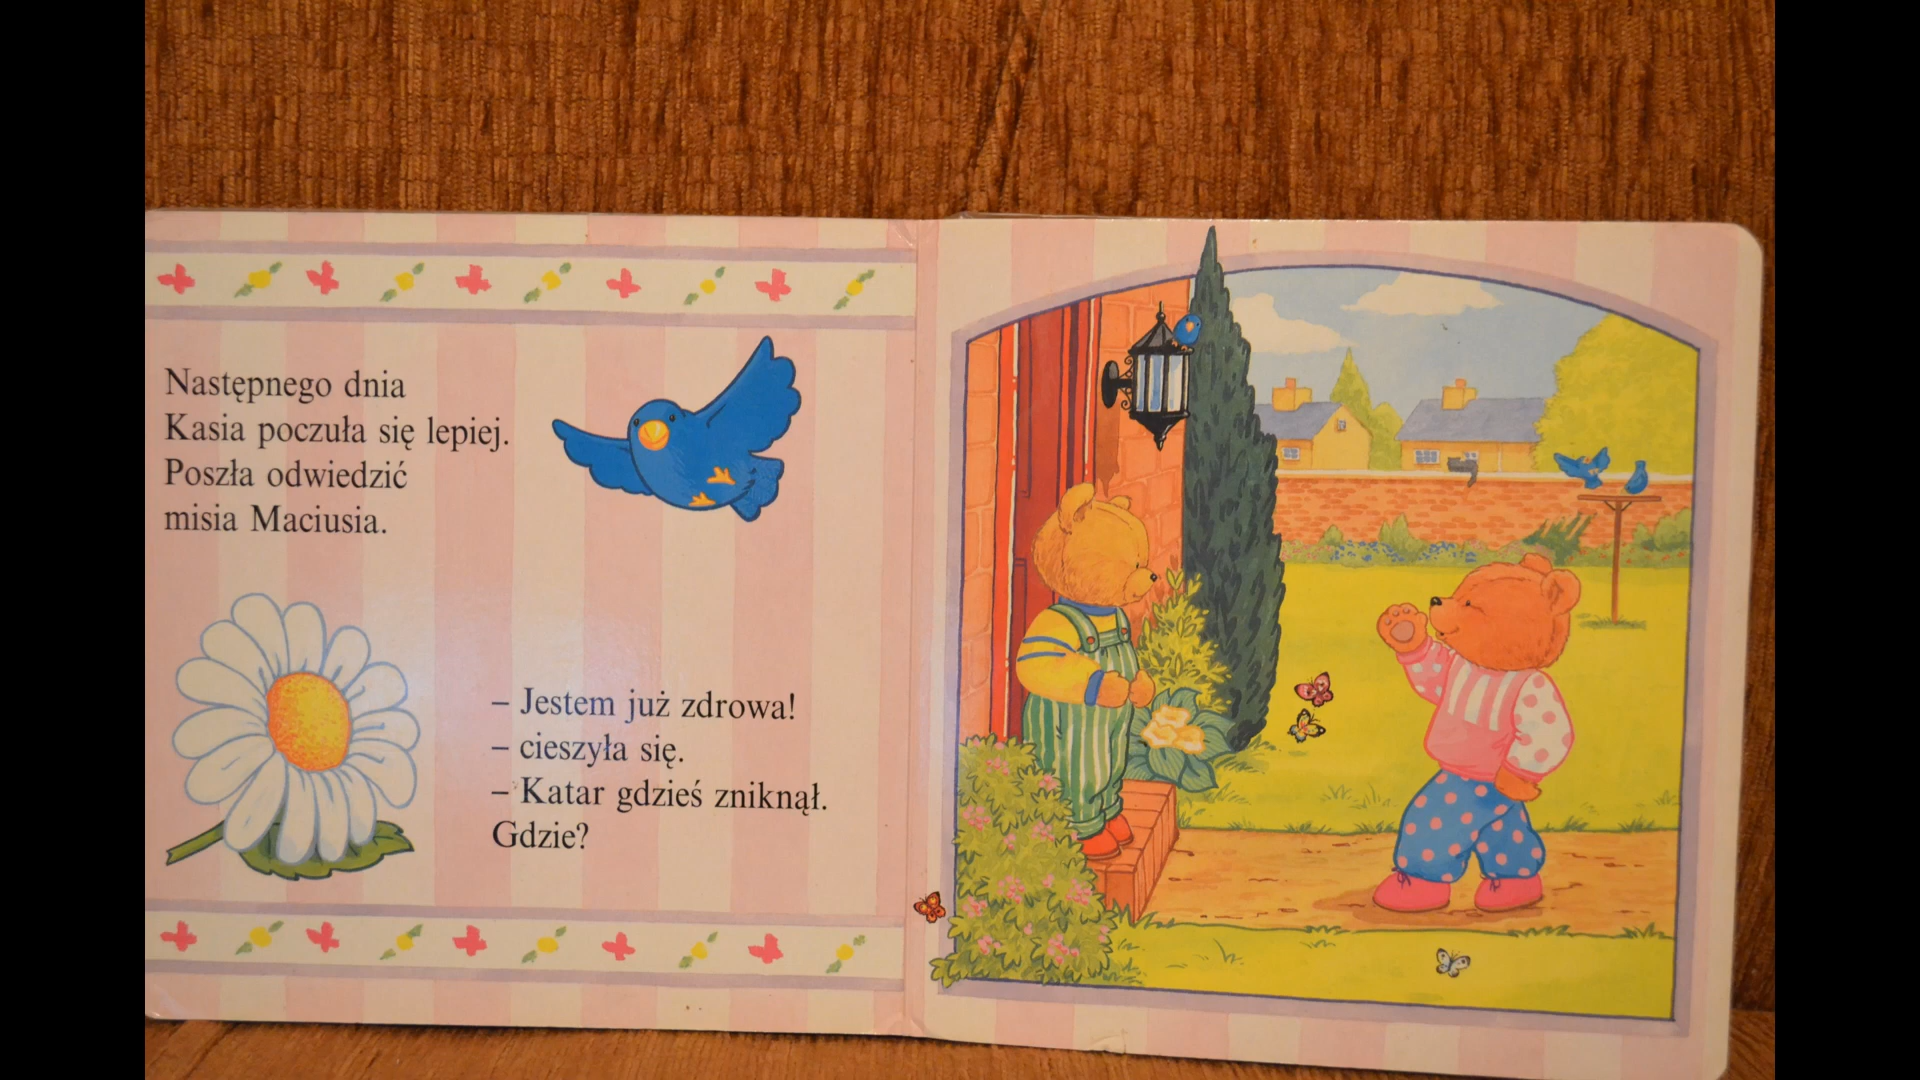 Następnego dnia
Kasia poczuła się lepiej.
Poszła odwiedzić
misia Maciusia.
– Jestem już zdrowa!
– cieszyła się.
– Katar gdzieś zniknął.
Gdzie?